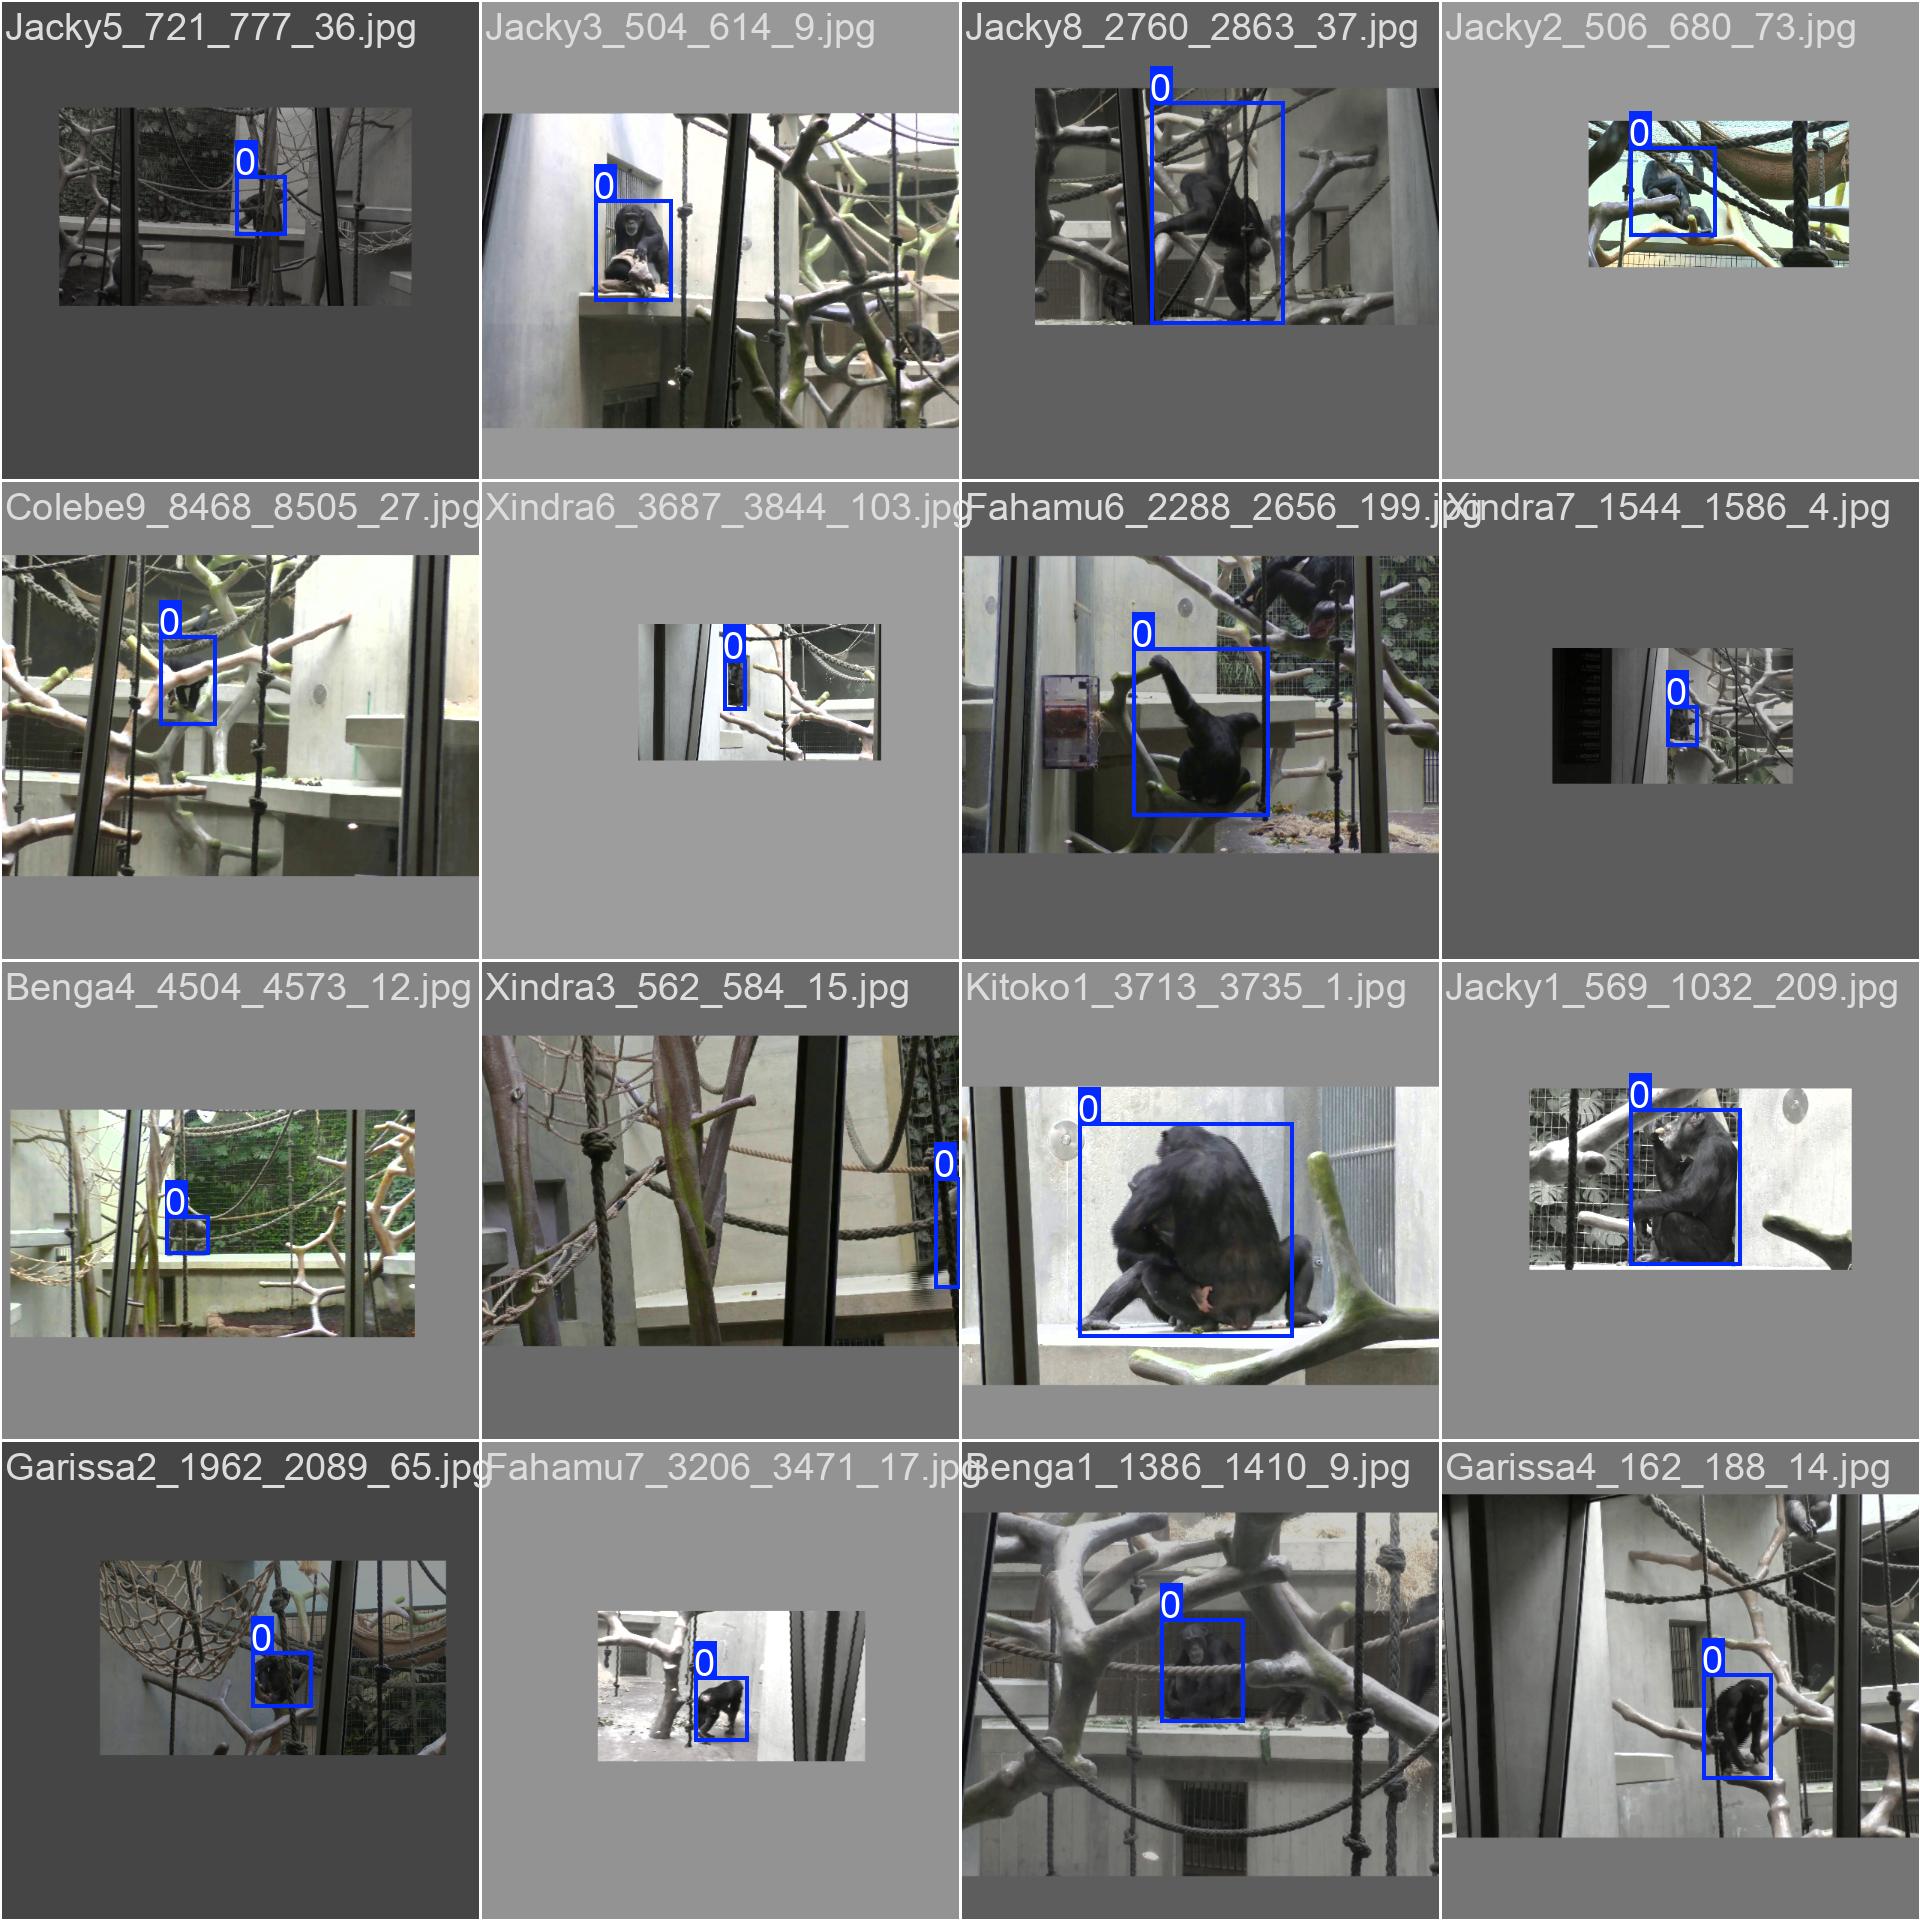 Jacky5_721_777_36.jpg
Jacky3_504_614_9.jpg
Jacky8_2760_2863_37.jpg
Jacky2_506_680_73.jpg
0
0
0
0
Colebe9_8468_8505_27.jpg
Xindra6_3687_3844_103.jpg
Fahamu6_2288_2656_199.jpg
Xindra7_1544_1586_4.jpg
0
0
0
0
Benga4_4504_4573_12.jpg
Xindra3_562_584_15.jpg
Kitoko1_3713_3735_1.jpg
Jacky1_569_1032_209.jpg
0
0
0
0
Garissa2_1962_2089_65.jpg
Fahamu7_3206_3471_17.jpg
Benga1_1386_1410_9.jpg
Garissa4_162_188_14.jpg
0
0
0
0